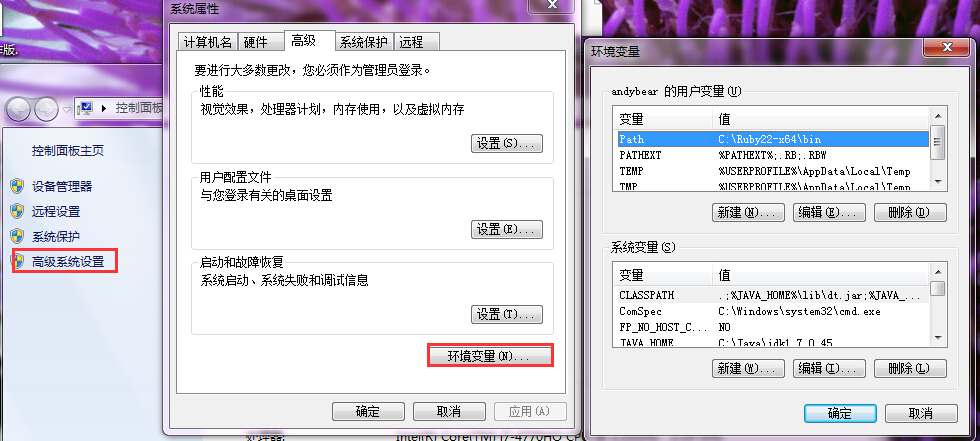 作版.
控制面板
控制面板主页
设备管理器
远程设置
系统保护
高级系统设置
系统属性
计算机名 硬件 高级 系统保护 远程
要进行大多数更改，您必须作为管理员登录。
性能
视觉效果，处理器计划，内存使用，以及虚拟内存
设置(S)...
用户配置文件
与您登录有关的桌面设置
设置(E)...
启动和故障恢复
系统启动、系统失败和调试信息
设置(T)...
环境变量(N)...
确定 取消 应用(A)
处理器: Intel(R) Core(TM) i7-4770HQ CP
环境变量
andybear 的用户变量(U)
变量 值
Path C:\Ruby22-x64\bin
PATHEXT %PATHEXT%;.RB;.RBW
TEMP %USERPROFILE%\AppData\Local\Temp
TMP %USERPROFILE%\AppData\Local\Temp
新建(N)... 编辑(E)... 删除(D)
系统变量(S)
变量 值
CLASSPATH .;%JAVA_HOME%\lib\dt.jar;%JAVA_...
ComSpec C:\Windows\system32\cmd.exe
FP_NO_HOST_C... NO
JAVA_HOME C:\Java\jdk1.7.0_45
新建(W)... 编辑(I)... 删除(L)
确定 取消